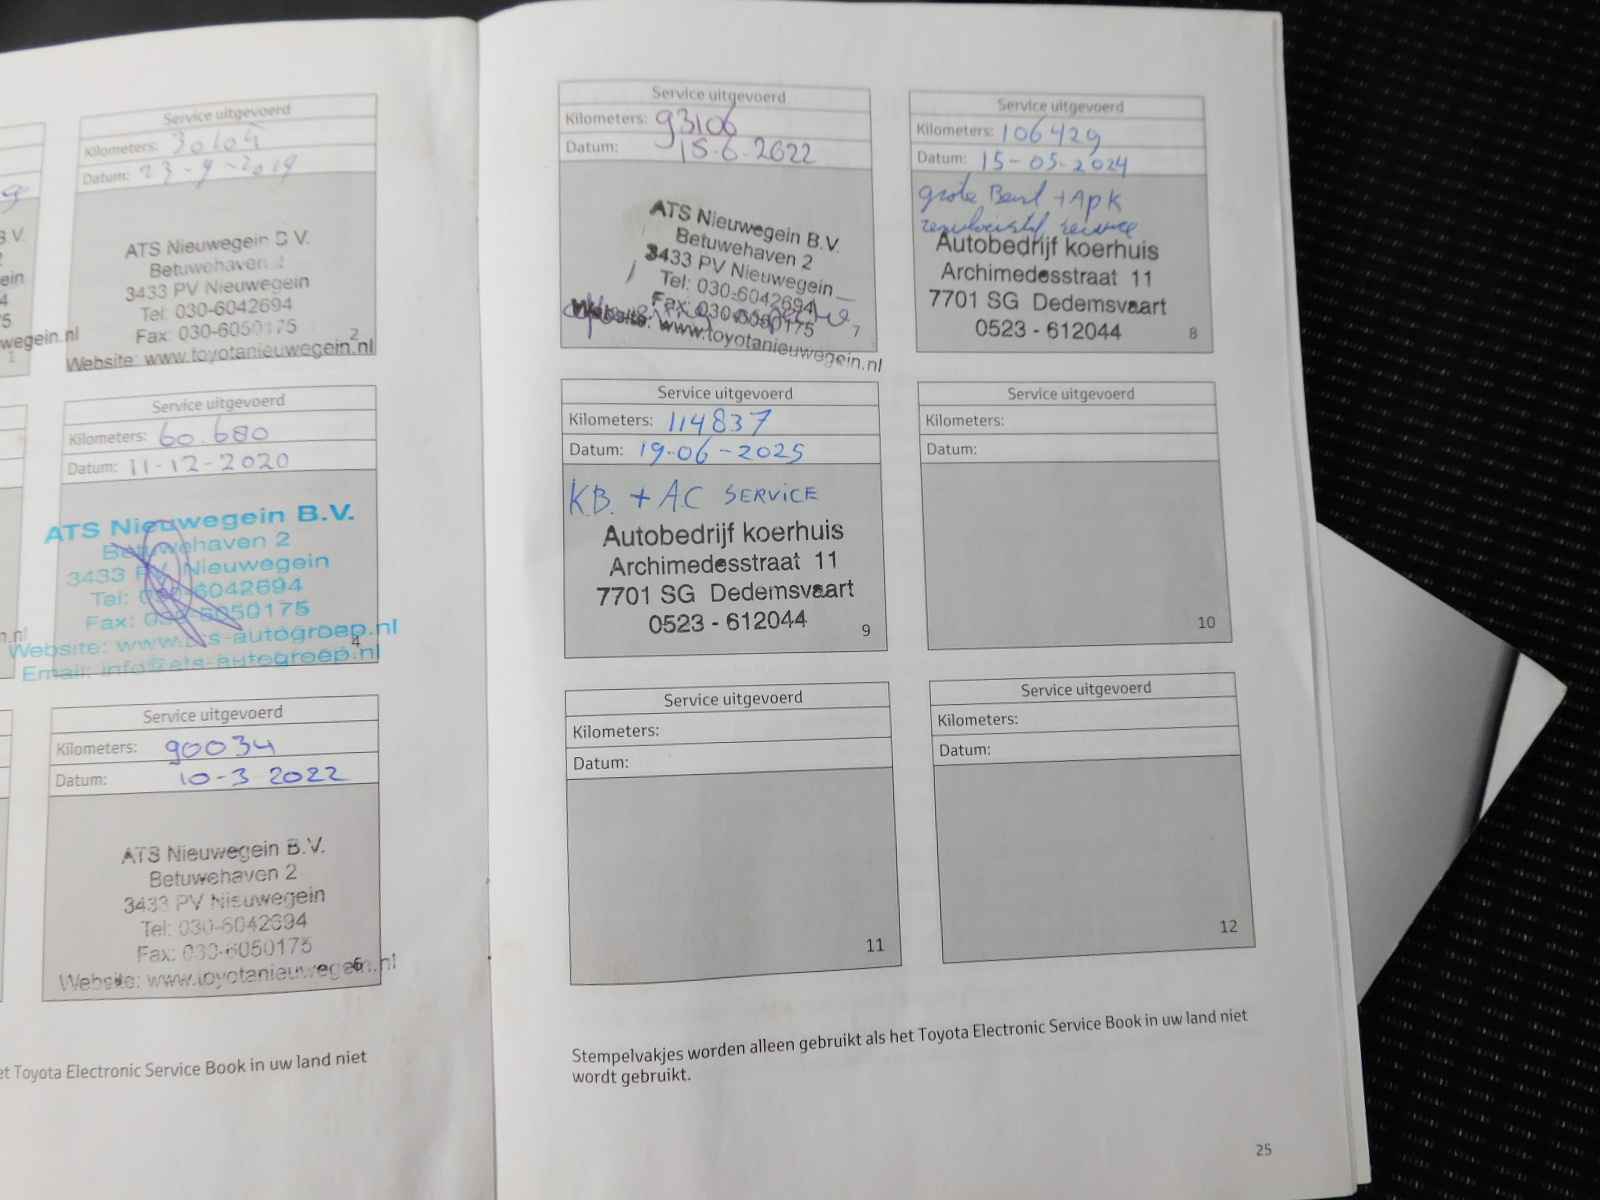 g
B.V.
2
ein
4
75
wegein.nl
1
n.nl
Service uitgevoerd
Kilometers: 30104
Datum: 23-9-2019
ATS Nieuwegein B.V.
Betuwehaven 2
3433 PV Nieuwegein
Tel: 030-6042694
Fax: 030-6050175
2
Website: www.toyotanieuwegein.nl
Service uitgevoerd
Kilometers: 60.680
Datum: 11-12-2020
ATS Nieuwegein B.V.
Betuwehaven 2
3433 PV Nieuwegein
Tel: 030-6042694
Fax: 030-6050175
Website: www.ats-autogroep.nl
4
Email: info@ats-autogroep.nl
Service uitgevoerd
Kilometers: 90034
Datum: 10-3 2022
ATS Nieuwegein B.V.
Betuwehaven 2
3433 PV Nieuwegein
Tel: 030-6042694
Fax: 030-6050175
Website: www.toyotanieuwegein.nl
6
et Toyota Electronic Service Book in uw land niet
Service uitgevoerd
Kilometers: 93106
Datum: 15-6-2022
ATS Nieuwegein B.V.
Betuwehaven 2
3433 PV Nieuwegein
Tel: 030-6042694
Fax: 030-6050175
Website: www.toyotanieuwegein.nl
7
Service uitgevoerd
Kilometers: 106429
Datum: 15-05-2024
grote Beurt + APK
Autobedrijf koerhuis
Archimedesstraat 11
7701 SG Dedemsvaart
0523 - 612044
8
Service uitgevoerd
Kilometers: 114837
Datum: 19-06-2025
KB. + AC SERVICE
Autobedrijf koerhuis
Archimedesstraat 11
7701 SG Dedemsvaart
0523 - 612044
9
Service uitgevoerd
Kilometers:
Datum:
10
Service uitgevoerd
Kilometers:
Datum:
11
Service uitgevoerd
Kilometers:
Datum:
12
Stempelvakjes worden alleen gebruikt als het Toyota Electronic Service Book in uw land niet
wordt gebruikt.
25